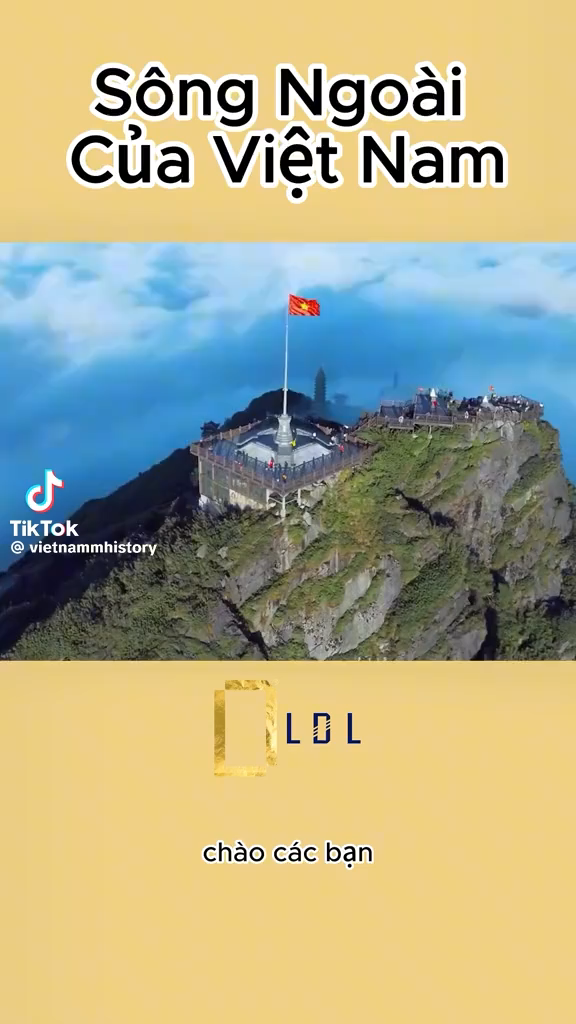 Sông Ngoài
Của Việt Nam
TikTok
@ vietnammhistory
LDL
chào các bạn